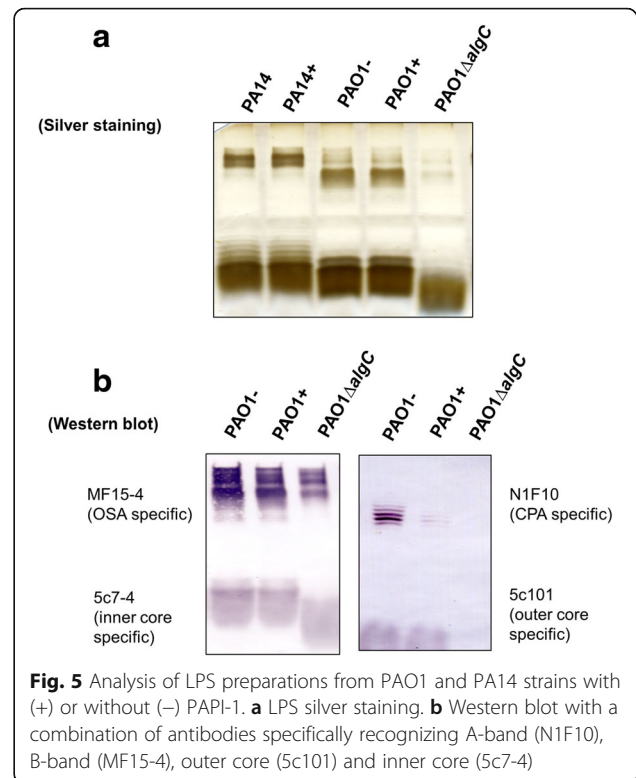 a
(Silver staining)
PA14
PA14+
PAO1-
PAO1+
PAO1ΔalgC
b
(Western blot)
PAO1-
PAO1+
PAO1ΔalgC
PAO1-
PAO1+
PAO1ΔalgC
MF15-4
(OSA specific)
5c7-4
(inner core
specific)
N1F10
(CPA specific)
5c101
(outer core
specific)
Fig. 5 Analysis of LPS preparations from PAO1 and PA14 strains with
(+) or without (−) PAPI-1. a LPS silver staining. b Western blot with a
combination of antibodies specifically recognizing A-band (N1F10),
B-band (MF15-4), outer core (5c101) and inner core (5c7-4)